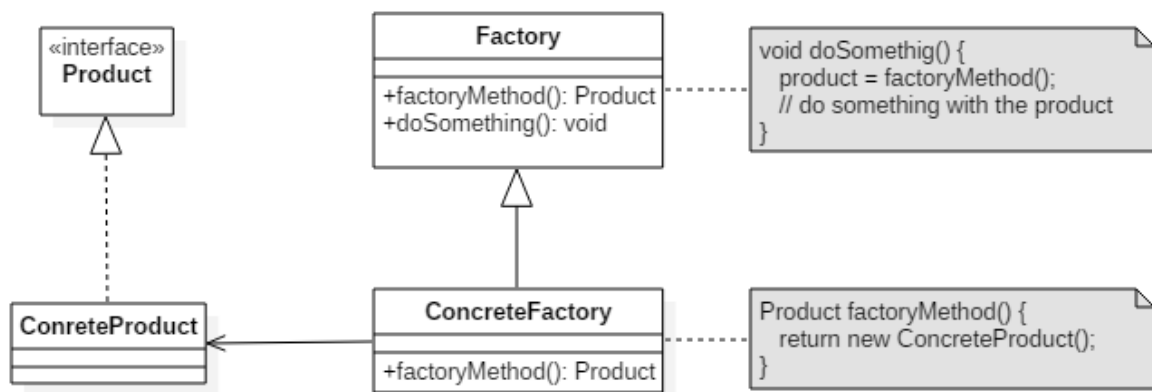 «interface»
Product
Factory
+factoryMethod(): Product
+doSomething(): void
void doSomethig() {
product = factoryMethod();
// do something with the product
}
ConreteProduct
ConcreteFactory
+factoryMethod(): Product
Product factoryMethod() {
return new ConcreteProduct();
}